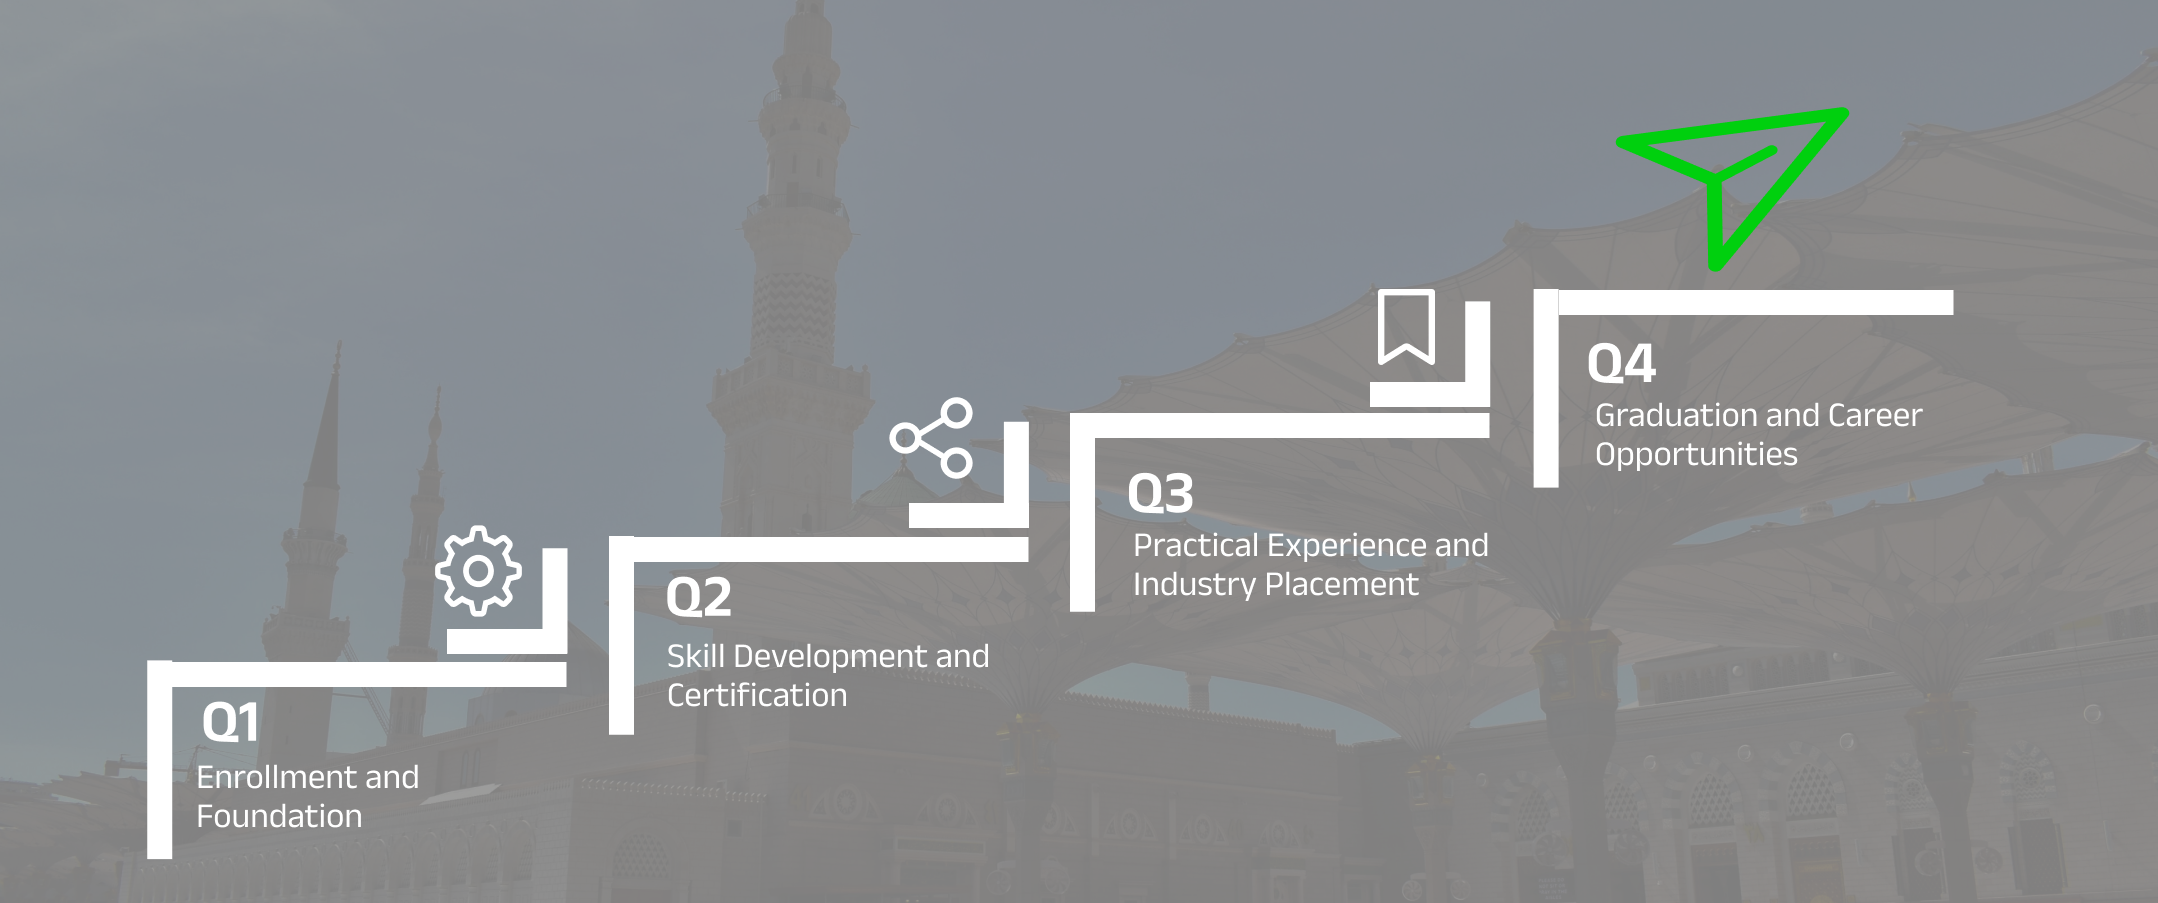 Q1
Enrollment and
Foundation
Q2
Skill Development and
Certification
Q3
Practical Experience and
Industry Placement
Q4
Graduation and Career
Opportunities